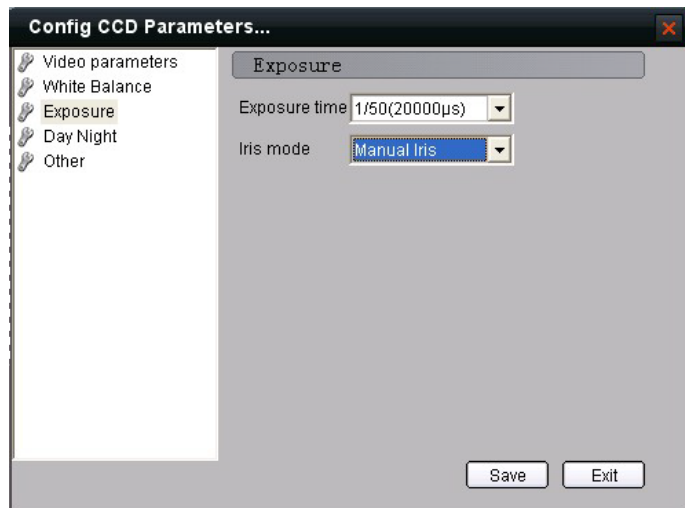 Config CCD Parameters...
Video parameters
White Balance
Exposure
Day Night
Other
Exposure
Exposure time 1/50(20000μs)
Iris mode Manual Iris
Save Exit